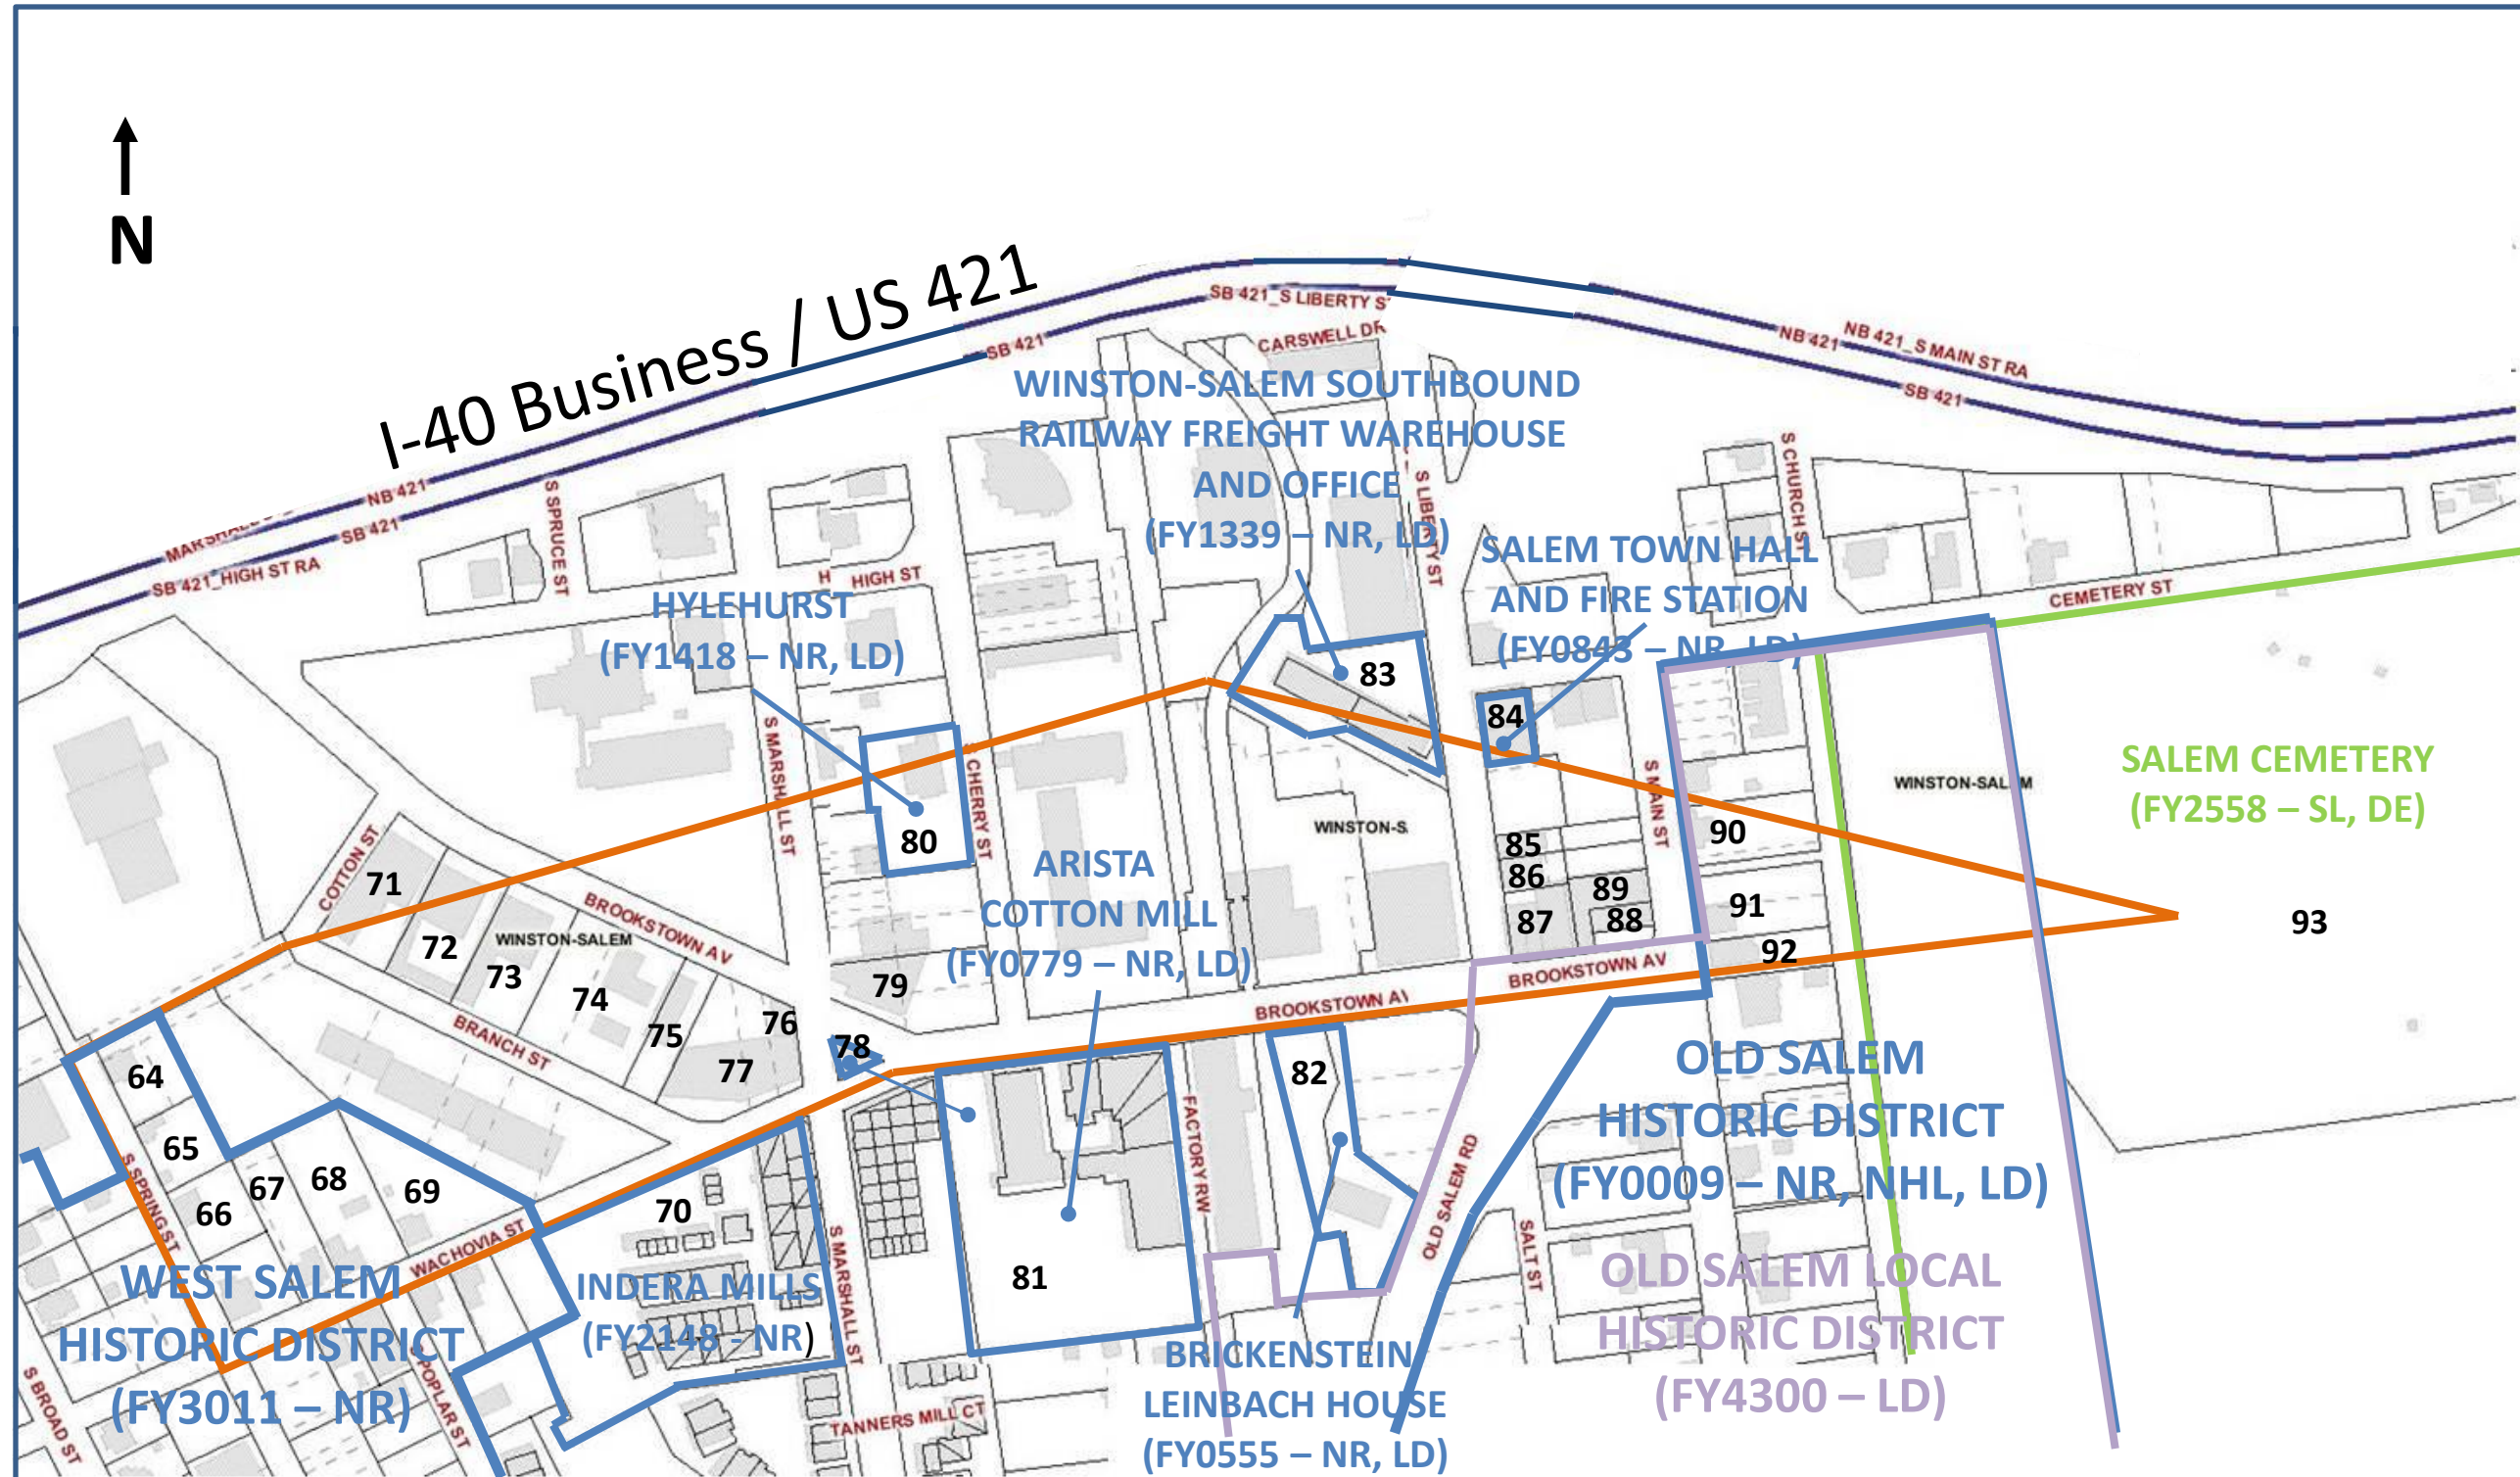 N
I-40 Business / US 421
NB 421
SB 421
SB 421_HIGH ST RA
SB 421
SB 421_S LIBERTY S
CARSWELL DR
NB 421
NB 421_S MAIN ST RA
SB 421
S SPRUCE ST
H
HIGH ST
S LIBERTY ST
S CHURCH ST
CEMETERY ST
WINSTON-SALEM SOUTHBOUND
RAILWAY FREIGHT WAREHOUSE
AND OFFICE
(FY1339 – NR, LD)
SALEM TOWN HALL
AND FIRE STATION
(FY0843 – NR, LD)
HYLEHURST
(FY1418 – NR, LD)
83
84
S MARSHALL ST
CHERRY ST
S MAIN ST
WINSTON-SALEM
SALEM CEMETERY
(FY2558 – SL, DE)
WINSTON-S
80
85
86
87
89
88
90
91
92
93
ARISTA
COTTON MILL
(FY0779 – NR, LD)
COTTON ST
71
72
73
74
75
76
77
78
79
WINSTON-SALEM
BROOKSTOWN AV
BRANCH ST
BROOKSTOWN AV
BROOKSTOWN AV
64
65
66
67
68
69
70
81
82
S SPRING ST
WACHOVIA ST
S MARSHALL ST
FACTORY RW
OLD SALEM RD
SALT ST
OLD SALEM
HISTORIC DISTRICT
(FY0009 – NR, NHL, LD)
OLD SALEM LOCAL
HISTORIC DISTRICT
(FY4300 – LD)
WEST SALEM
HISTORIC DISTRICT
(FY3011 – NR)
INDERA MILLS
(FY2148 - NR)
BRICKENSTEIN
LEINBACH HOUSE
(FY0555 – NR, LD)
S BROAD ST
POPLAR ST
TANNERS MILL CT